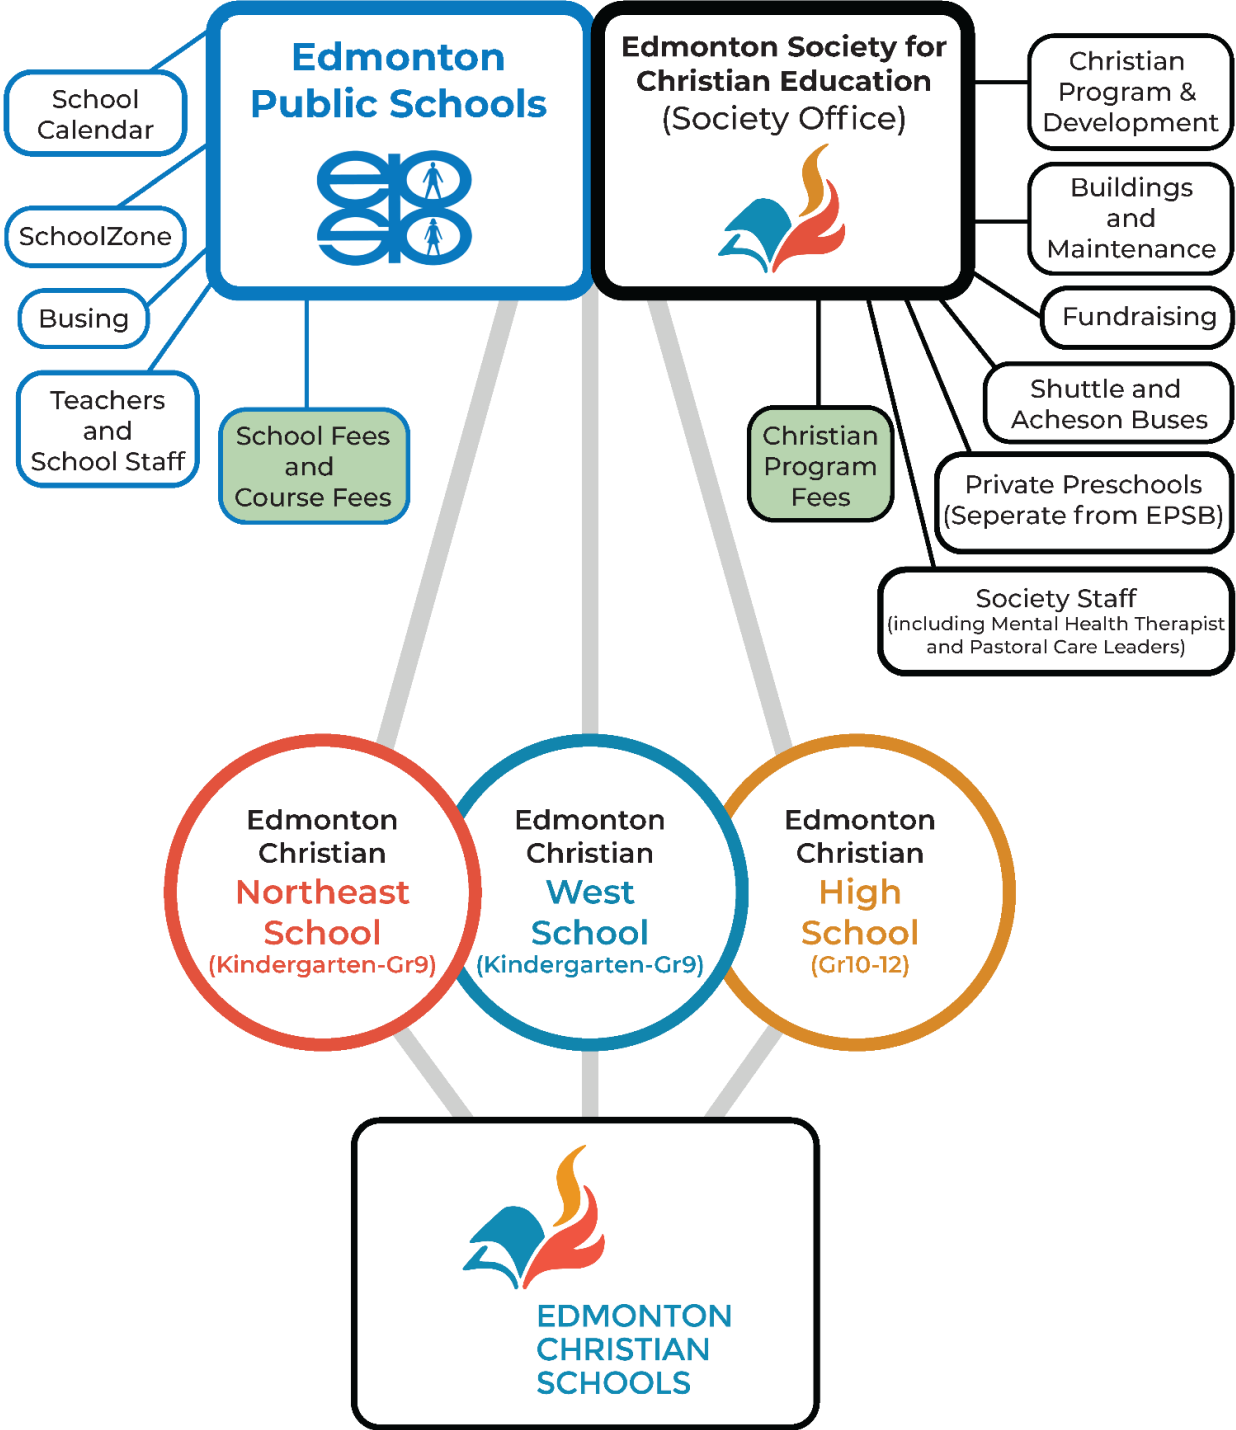 Edmonton
Public Schools
Edmonton Society for
Christian Education
(Society Office)
School
Calendar
SchoolZone
Busing
Teachers
and
School Staff
School Fees
and
Course Fees
Christian
Program &
Development
Buildings
and
Maintenance
Fundraising
Shuttle and
Acheson Buses
Private Preschools
(Seperate from EPSB)
Society Staff
(including Mental Health Therapist
and Pastoral Care Leaders)
Christian
Program
Fees
Edmonton
Christian
Northeast
School
(Kindergarten-Gr9)
Edmonton
Christian
West
School
(Kindergarten-Gr9)
Edmonton
Christian
High
School
(Gr10-12)
EDMONTON
CHRISTIAN
SCHOOLS